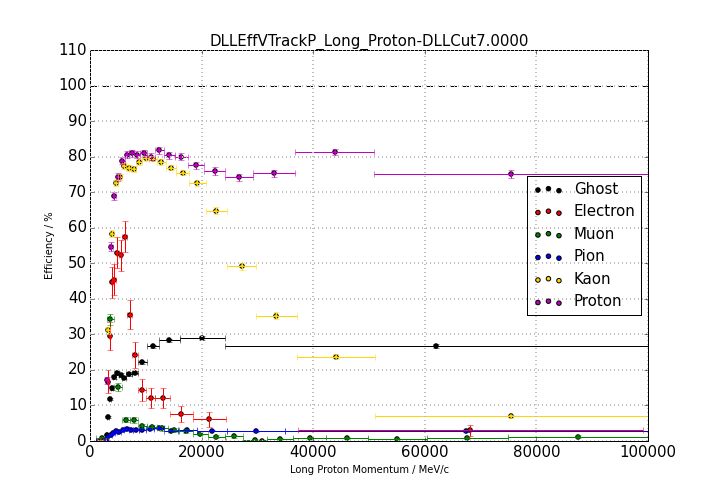 DLLEffVTrackP_Long_Proton-DLLCut7.0000
110
100
90
80
70
60
50
40
30
20
10
0
Efficiency / %
Ghost
Electron
Muon
Pion
Kaon
Proton
0 20000 40000 60000 80000 100000
Long Proton Momentum / MeV/c